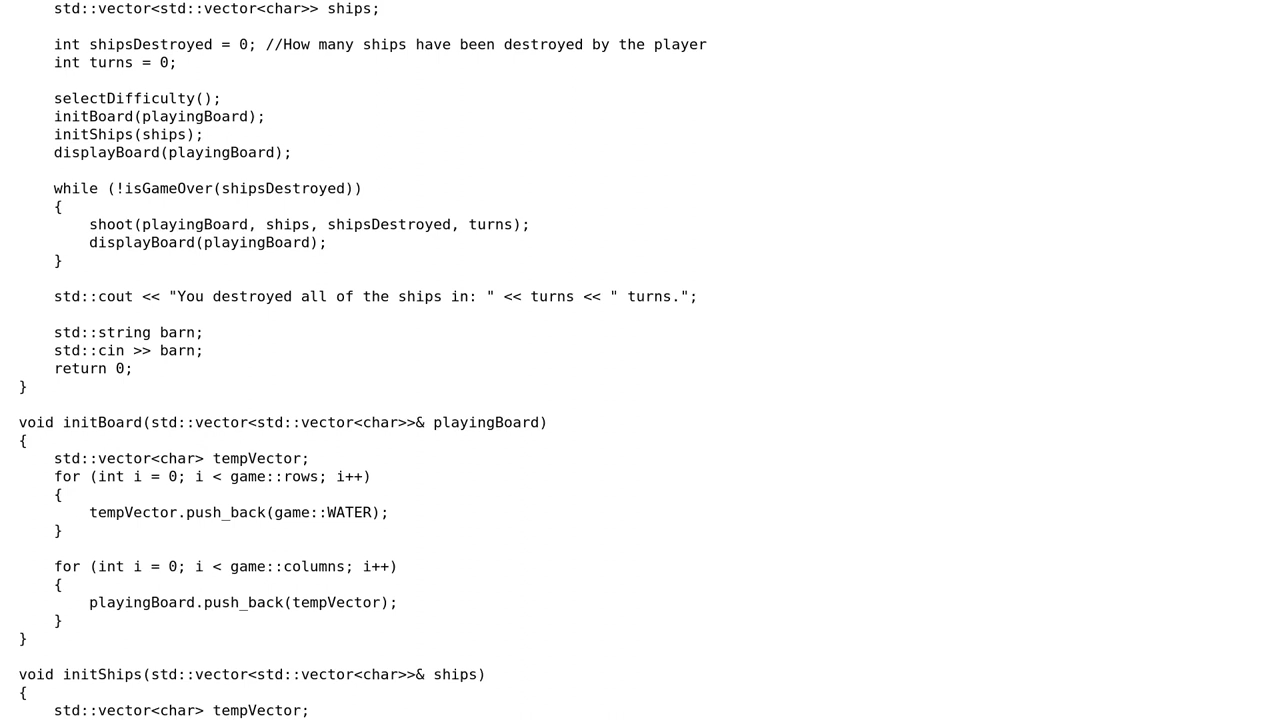 std::vector<std::vector<char>> ships;

    int shipsDestroyed = 0; //How many ships have been destroyed by the player
    int turns = 0;

    selectDifficulty();
    initBoard(playingBoard);
    initShips(ships);
    displayBoard(playingBoard);

    while (!isGameOver(shipsDestroyed))
    {
        shoot(playingBoard, ships, shipsDestroyed, turns);
        displayBoard(playingBoard);
    }

    std::cout << "You destroyed all of the ships in: " << turns << " turns.";

    std::string barn;
    std::cin >> barn;
    return 0;
}

void initBoard(std::vector<std::vector<char>>& playingBoard)
{
    std::vector<char> tempVector;
    for (int i = 0; i < game::rows; i++)
    {
        tempVector.push_back(game::WATER);
    }

    for (int i = 0; i < game::columns; i++)
    {
        playingBoard.push_back(tempVector);
    }
}

void initShips(std::vector<std::vector<char>>& ships)
{
    std::vector<char> tempVector;